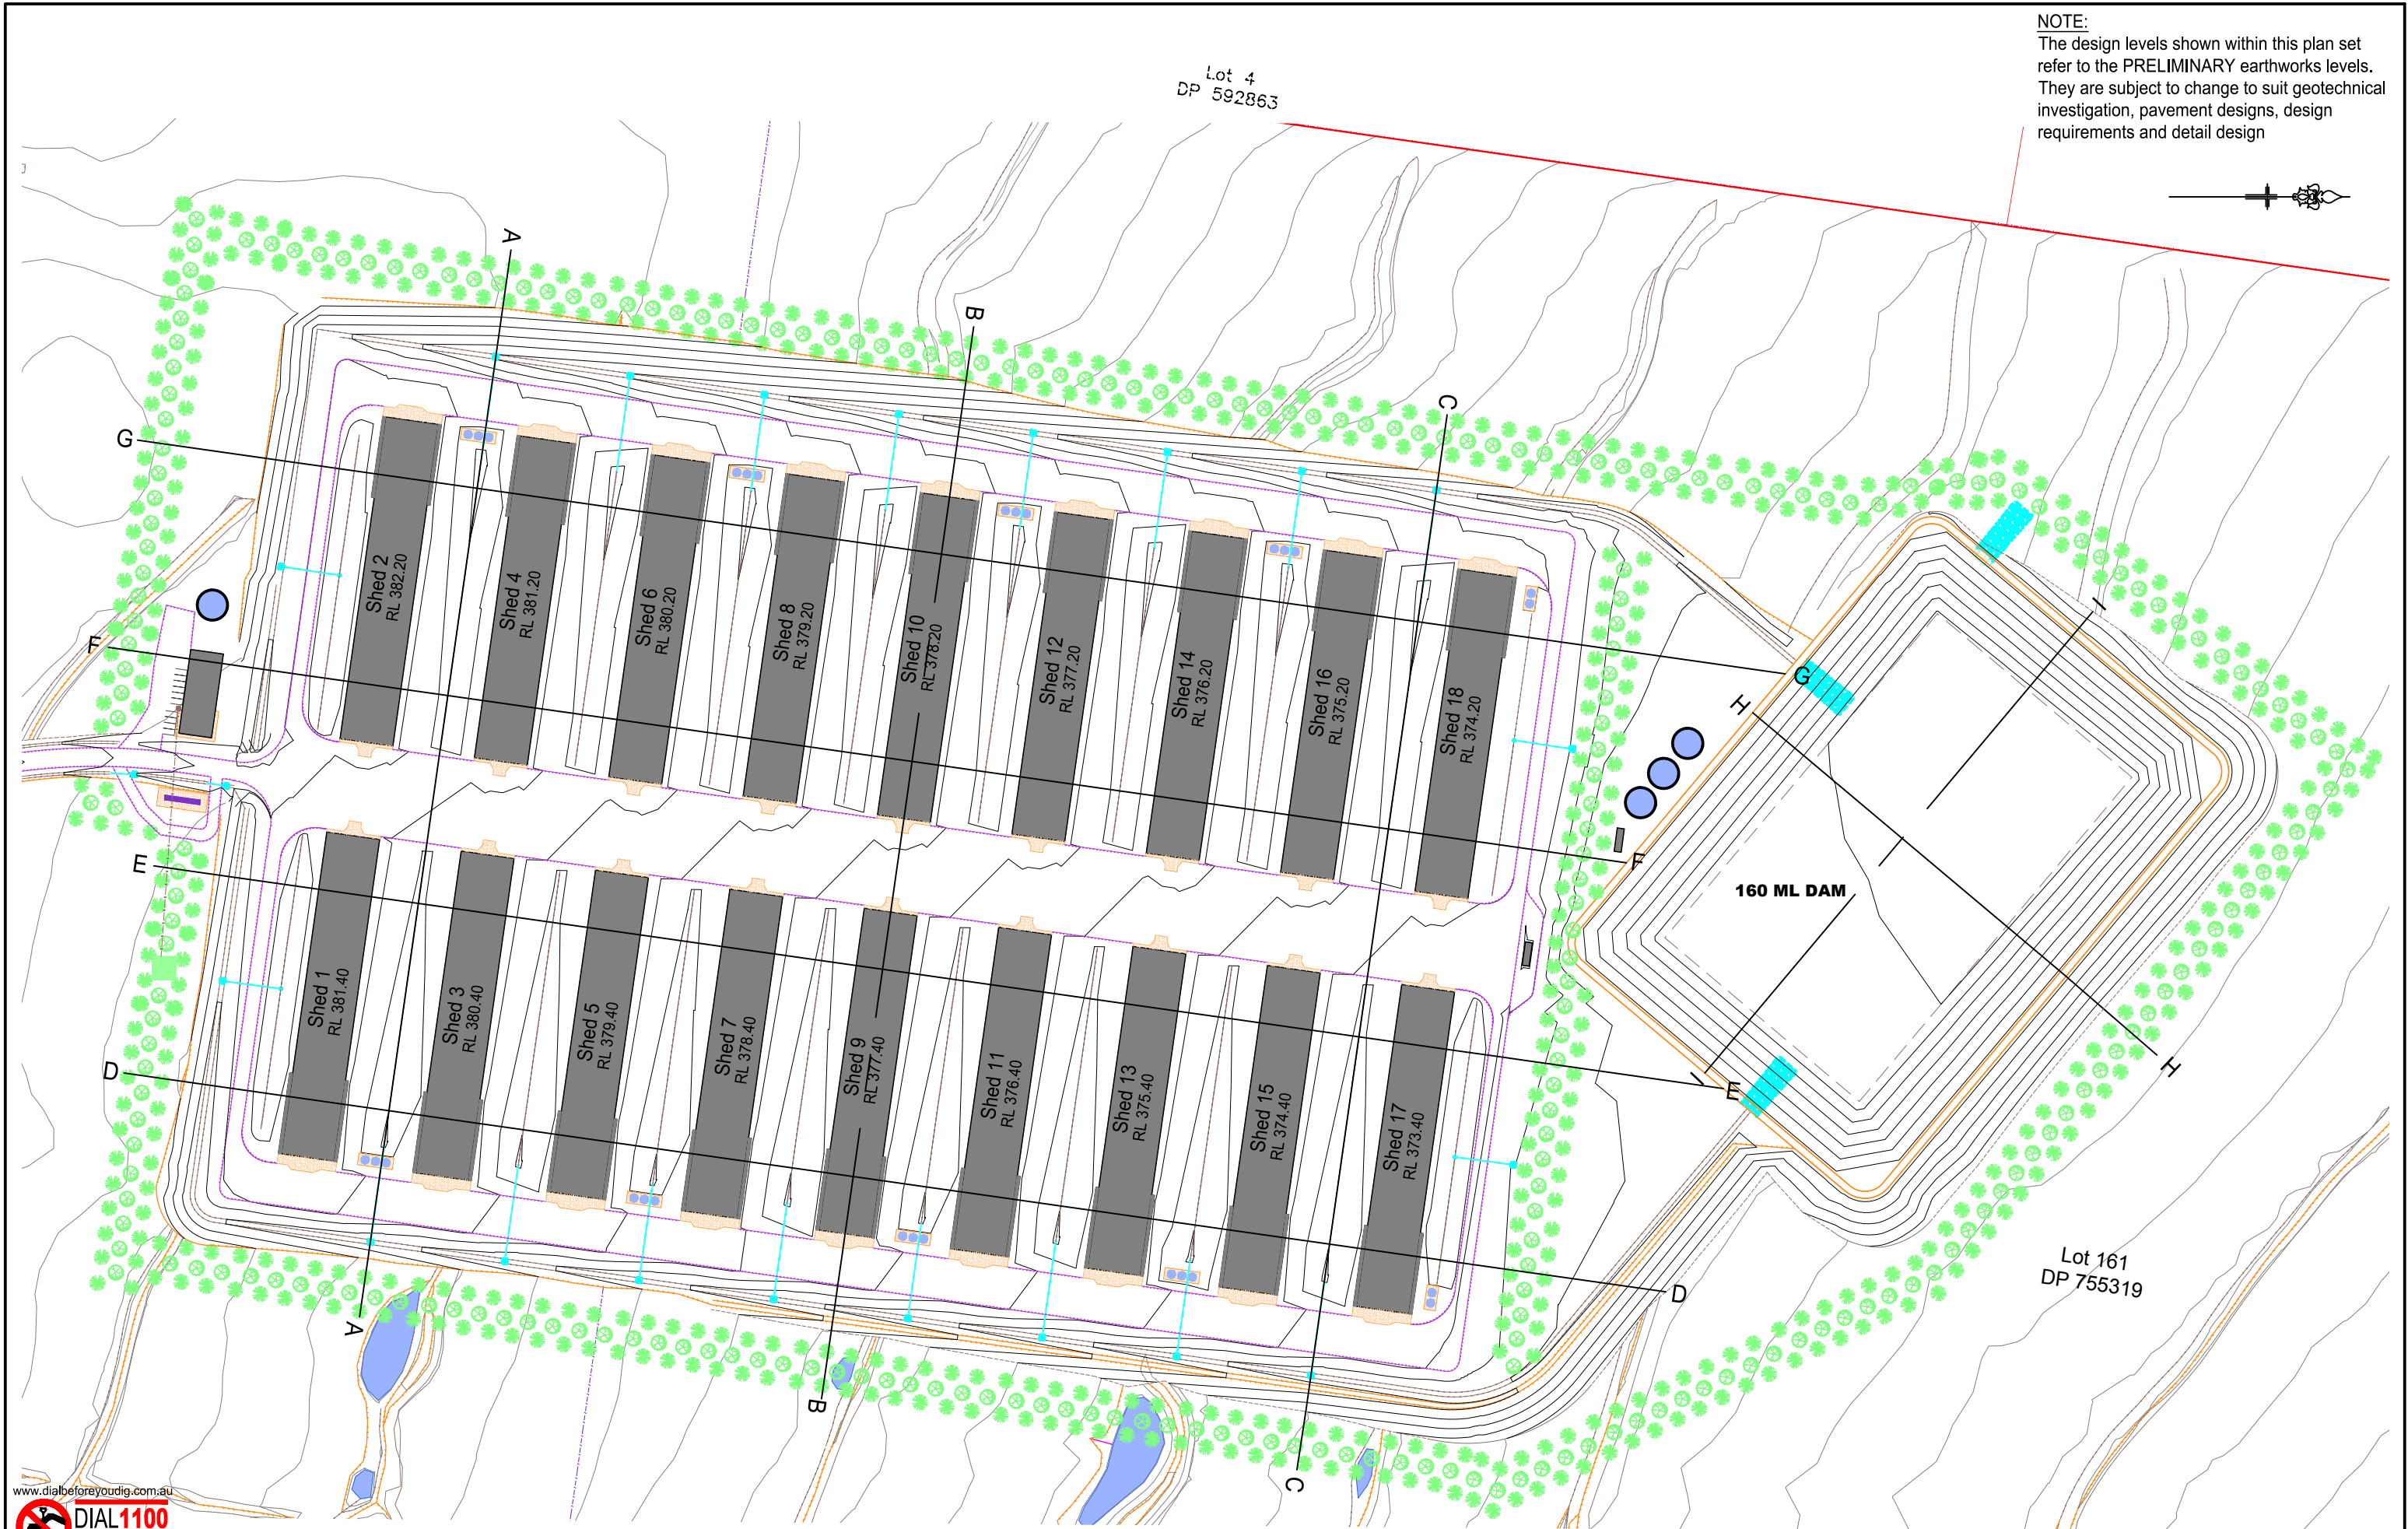 NOTE:
The design levels shown within this plan set
refer to the PRELIMINARY earthworks levels.
They are subject to change to suit geotechnical
investigation, pavement designs, design
requirements and detail design
Lot 4
DP 592863
A
B
C
G
F
E
D
Shed 2
RL 382.20
Shed 4
RL 381.20
Shed 6
RL 380.20
Shed 8
RL 379.20
Shed 10
RL 378.20
Shed 12
RL 377.20
Shed 14
RL 376.20
Shed 16
RL 375.20
Shed 18
RL 374.20
I
G
H
F
160 ML DAM
Shed 1
RL 381.40
Shed 3
RL 380.40
Shed 5
RL 379.40
Shed 7
RL 378.40
Shed 9
RL 377.40
Shed 11
RL 376.40
Shed 13
RL 375.40
Shed 15
RL 374.40
Shed 17
RL 373.40
I
E
H
D
Lot 161
DP 755319
A
B
C
www.dialbeforeyoudig.com.au
DIAL1100